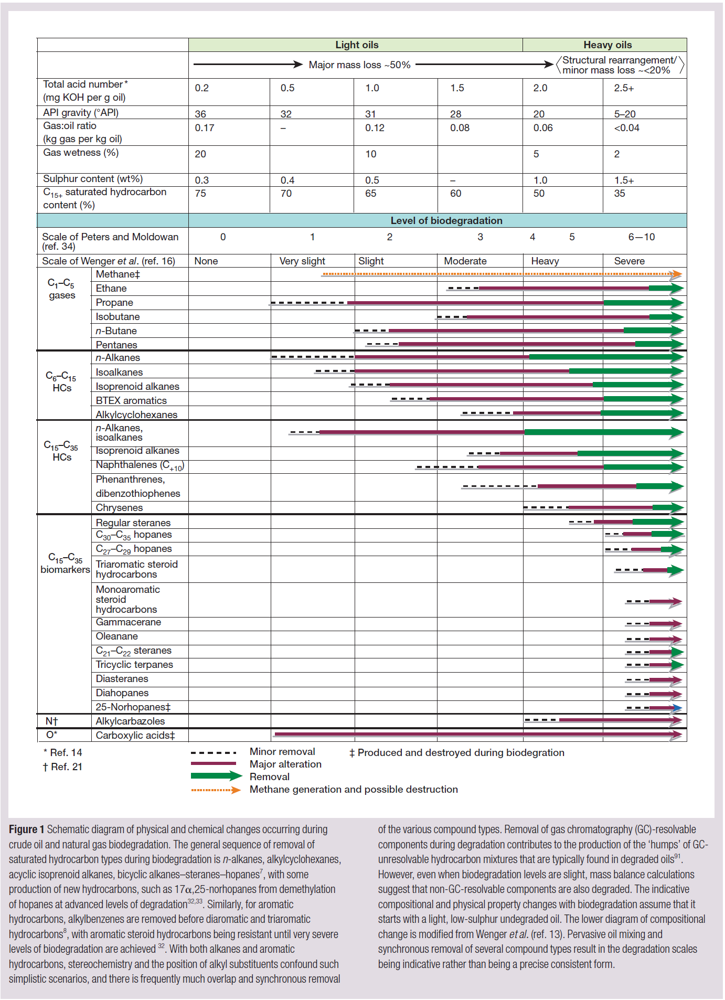 Light oils Heavy oils
Major mass loss ~50% Structural rearrangement/
minor mass loss ~<20%
Total acid number*
(mg KOH per g oil) 0.2 0.5 1.0 1.5 2.0 2.5+
API gravity (°API) 36 32 31 28 20 5–20
Gas:oil ratio
(kg gas per kg oil) 0.17 – 0.12 0.08 0.06 <0.04
Gas wetness (%) 20 10 5 2
Sulphur content (wt%) 0.3 0.4 0.5 – 1.0 1.5+
C15+ saturated hydrocarbon
content (%) 75 70 65 60 50 35
Level of biodegradation
Scale of Peters and Moldowan
(ref. 34) 0 1 2 3 4 5 6—10
Scale of Wenger et al. (ref. 16) None Very slight Slight Moderate Heavy Severe
C1–C5
gases
Methane‡
Ethane
Propane
Isobutane
n-Butane
Pentanes
C6–C15
HCs
n-Alkanes
Isoalkanes
Isoprenoid alkanes
BTEX aromatics
Alkylcyclohexanes
C15–C35
HCs
n-Alkanes,
isoalkanes
Isoprenoid alkanes
Naphthalenes (C+10)
Phenanthrenes,
dibenzothiophenes
Chrysenes
C15–C35
biomarkers
Regular steranes
C30–C35 hopanes
C27–C29 hopanes
Triaromatic steroid
hydrocarbons
Monoaromatic
steroid
hydrocarbons
Gammacerane
Oleanane
C21–C22 steranes
Tricyclic terpanes
Diasteranes
Diahopanes
25-Norhopanes‡
N† Alkylcarbazoles
O* Carboxylic acids‡
* Ref. 14
† Ref. 21
Minor removal
Major alteration
Removal
Methane generation and possible destruction
‡ Produced and destroyed during biodegration
Figure 1 Schematic diagram of physical and chemical changes occurring during
crude oil and natural gas biodegradation. The general sequence of removal of
saturated hydrocarbon types during biodegradation is n-alkanes, alkylcyclohexanes,
acyclic isoprenoid alkanes, bicyclic alkanes–steranes–hopanes7, with some
production of new hydrocarbons, such as 17α,25-norhopanes from demethylation
of hopanes at advanced levels of degradation32,33. Similarly, for aromatic
hydrocarbons, alkylbenzenes are removed before diaromatic and triaromatic
hydrocarbons8, with aromatic steroid hydrocarbons being resistant until very severe
levels of biodegradation are achieved 32. With both alkanes and aromatic
hydrocarbons, stereochemistry and the position of alkyl substituents confound such
simplistic scenarios, and there is frequently much overlap and synchronous removal
of the various compound types. Removal of gas chromatography (GC)-resolvable
components during degradation contributes to the production of the ‘humps’ of GC-
unresolvable hydrocarbon mixtures that are typically found in degraded oils91.
However, even when biodegradation levels are slight, mass balance calculations
suggest that non-GC-resolvable components are also degraded. The indicative
compositional and physical property changes with biodegradation assume that it
starts with a light, low-sulphur undegraded oil. The lower diagram of compositional
change is modified from Wenger et al. (ref. 13). Pervasive oil mixing and
synchronous removal of several compound types result in the degradation scales
being indicative rather than being a precise consistent form.